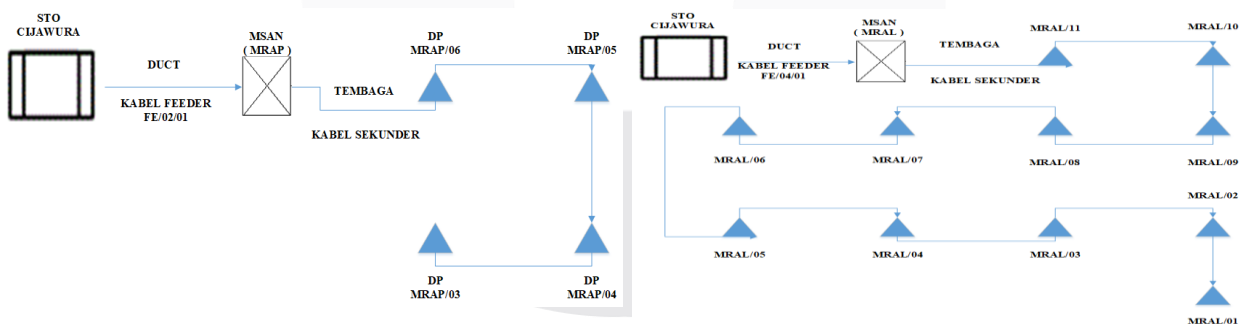 STO
CIJAWURA
DUCT
KABEL FEEDER
FE/02/01
MSAN
( MRAP )
TEMBAGA
KABEL SEKUNDER
DP
MRAP/06
DP
MRAP/05
DP
MRAP/03
DP
MRAP/04
STO
CIJAWURA
DUCT
KABEL FEEDER
FE/04/01
MSAN
( MRAL )
TEMBAGA
KABEL SEKUNDER
MRAL/11
MRAL/10
MRAL/06
MRAL/07
MRAL/08
MRAL/09
MRAL/02
MRAL/05
MRAL/04
MRAL/03
MRAL/01